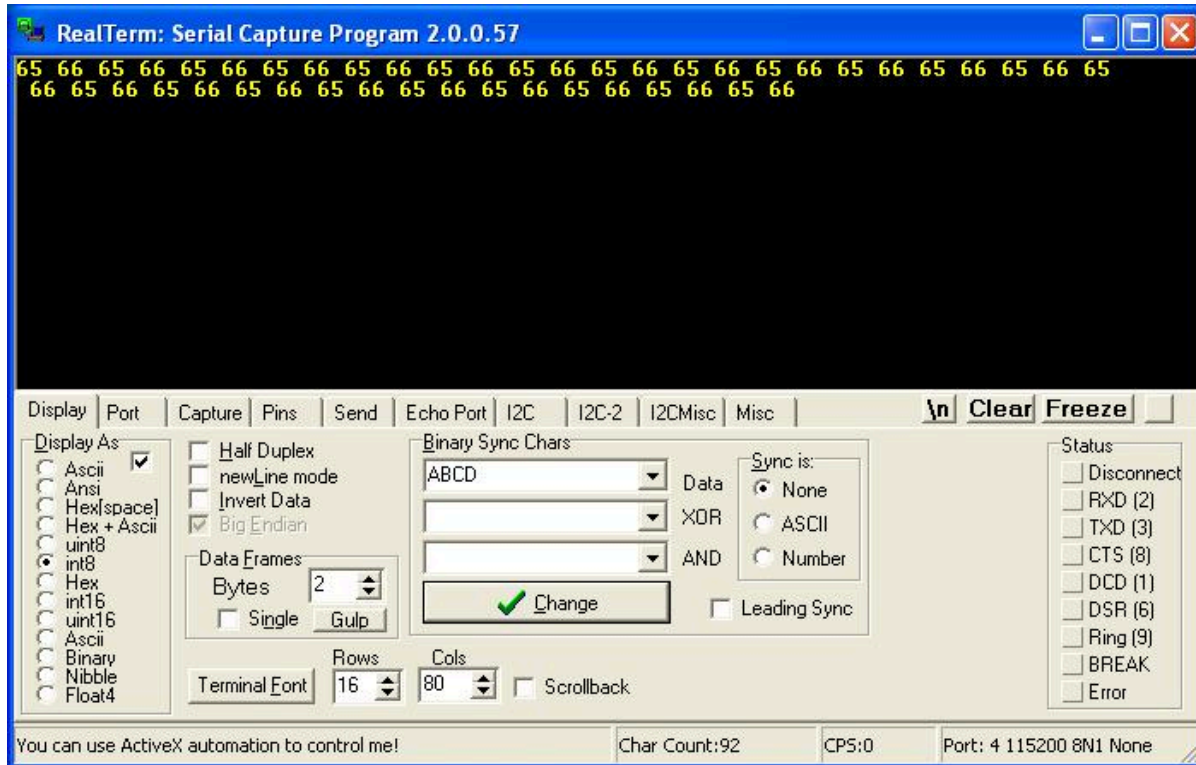 RealTerm: Serial Capture Program 2.0.0.57
65 66 65 66 65 66 65 66 65 66 65 66 65 66 65 66 65 66 65 66 65 66 65 66 65 66 65
66 65 66 65 66 65 66 65 66 65 66 65 66 65 66 65 66 65 66
Display Port Capture Pins Send Echo Port I2C I2C-2 I2CMisc Misc \n Clear Freeze
Display As
Ascii
Ansi
Hex[space]
Hex + Ascii
uint8
int8
Hex
int16
uint16
Ascii
Binary
Nibble
Float4
Half Duplex
newLine mode
Invert Data
Big Endian
Data Frames
Bytes 2
Single Gulp
Binary Sync Chars
ABCD Data
XOR
AND
Change
Sync is:
None
ASCII
Number
Leading Sync
Terminal Font
Rows
16
Cols
80
Scrollback
Status
Disconnect
RXD (2)
TXD (3)
CTS (8)
DCD (1)
DSR (6)
Ring (9)
BREAK
Error
You can use ActiveX automation to control me! Char Count:92 CPS:0 Port: 4 115200 8N1 None